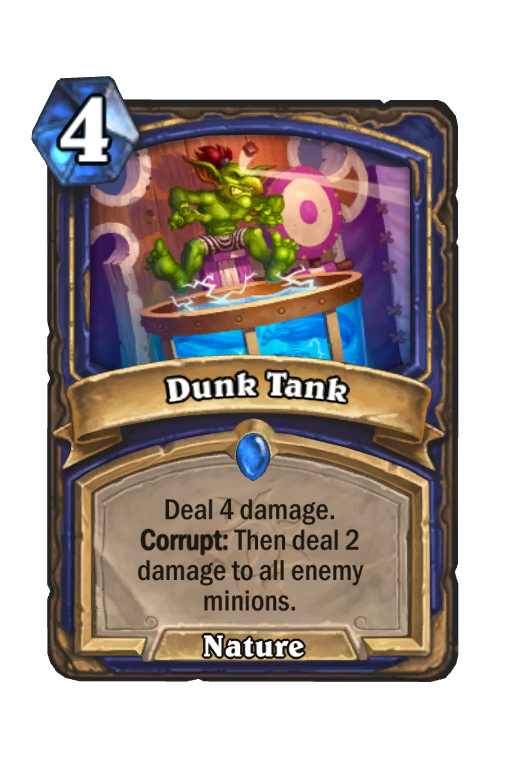 4
Dunk Tank
Deal 4 damage.
Corrupt: Then deal 2
damage to all enemy
minions.
Nature